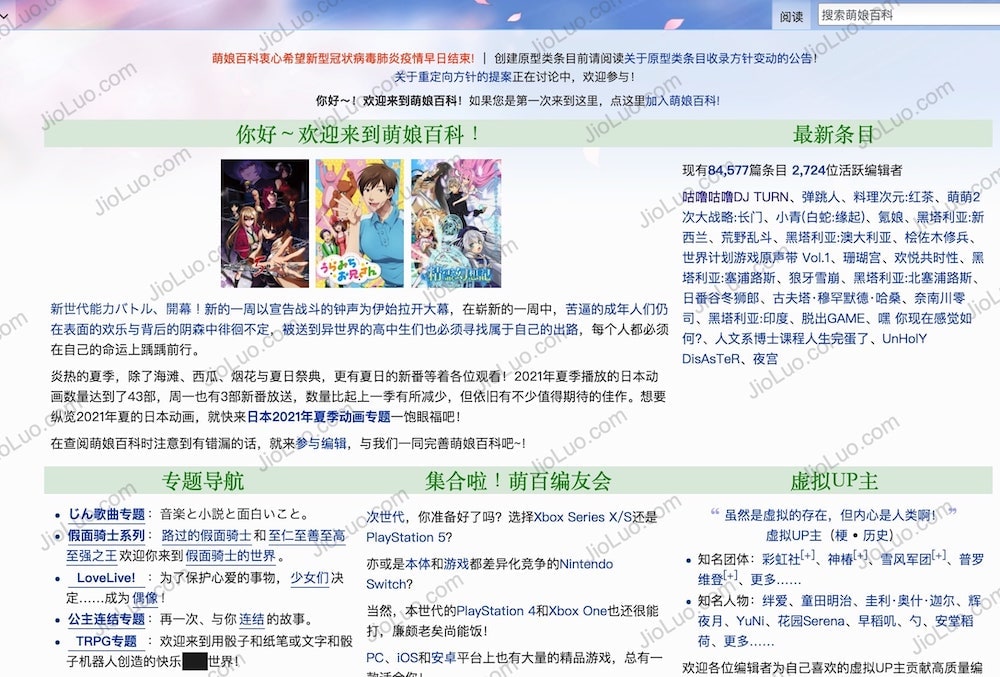 阅读
搜索萌娘百科
萌娘百科衷心希望新型冠状病毒肺炎疫情早日结束! | 创建原型类条目前请阅读关于原型类条目收录方针变动的公告!
关于重定向方针的提案正在讨论中，欢迎参与!
你好～! 欢迎来到萌娘百科! 如果您是第一次来到这里，点这里加入萌娘百科!
你好～欢迎来到萌娘百科！
うらみちお兄さん
新世代能力バトル、開幕！新的一周以宣告战斗的钟声为伊始拉开大幕，在崭新的一周中，苦逼的成年人们仍
在表面的欢乐与背后的阴森中徘徊不定，被送到异世界的高中生们也必须寻找属于自己的出路，每个人都必须
在自己的命运上踽踽前行。
炎热的夏季，除了海滩、西瓜、烟花与夏日祭典，更有夏日的新番等着各位观看！2021年夏季播放的日本动
画数量达到了43部，周一也有3部新番放送，数量比起上一季有所减少，但依旧有不少值得期待的佳作。想要
纵览2021年夏的日本动画，就快来日本2021年夏季动画专题一饱眼福吧！
在查阅萌娘百科时注意到有错漏的话，就来参与编辑，与我们一同完善萌娘百科吧~!
最新条目
现有84,577篇条目 2,724位活跃编辑者
咕噜咕噜DJ TURN、弹跳人、料理次元:红茶、萌萌2
次大战略:长门、小青(白蛇:缘起)、氪娘、黑塔利亚:新
西兰、荒野乱斗、黑塔利亚:澳大利亚、桧佐木修兵、
世界计划游戏原声带 Vol.1、珊瑚宫、欢悦共时性、黑
塔利亚:塞浦路斯、狼牙雪崩、黑塔利亚:北塞浦路斯、
日番谷冬狮郎、古夫塔·穆罕默德·哈桑、奈南川零
司、黑塔利亚:印度、脱出GAME、嘿 你现在感觉如
何?、人文系博士课程人生完蛋了、UnHolY
DisAsTeR、夜宫
专题导航
• じん歌曲专题： 音楽と小説と面白いこと。
• 假面骑士系列： 路过的假面骑士和至仁至善至高
至强之王欢迎你来到假面骑士的世界。
• LoveLive! ： 为了保护心爱的事物，少女们决
定……成为偶像！
• 公主连结专题： 再一次、与你连结的故事。
• TRPG专题 ： 欢迎来到用骰子和纸笔或文字和骰
子机器人创造的快乐世界!
集合啦！萌百编友会
次世代，你准备好了吗？选择Xbox Series X/S还是
PlayStation 5?
亦或是本体和游戏都差异化竞争的Nintendo
Switch?
当然，本世代的PlayStation 4和Xbox One也还很能
打，廉颇老矣尚能饭!
PC、iOS和安卓平台上也有大量的精品游戏，总有一
款适合你!
虚拟UP主
“ 虽然是虚拟的存在，但内心是人类啊! ”
虚拟UP主（梗 • 历史）
• 知名团体：彩虹社[+]、神椿[+]、雪风军团[+]、普罗
维登[+]、更多……
• 知名人物：绊爱、童田明治、圭利·奥什·迦尔、辉
夜月、YuNi、花园Serena、早稻叽、勺、安堂稻
荷、更多……
欢迎各位编辑者为自己喜欢的虚拟UP主贡献高质量编
JioLuo.com